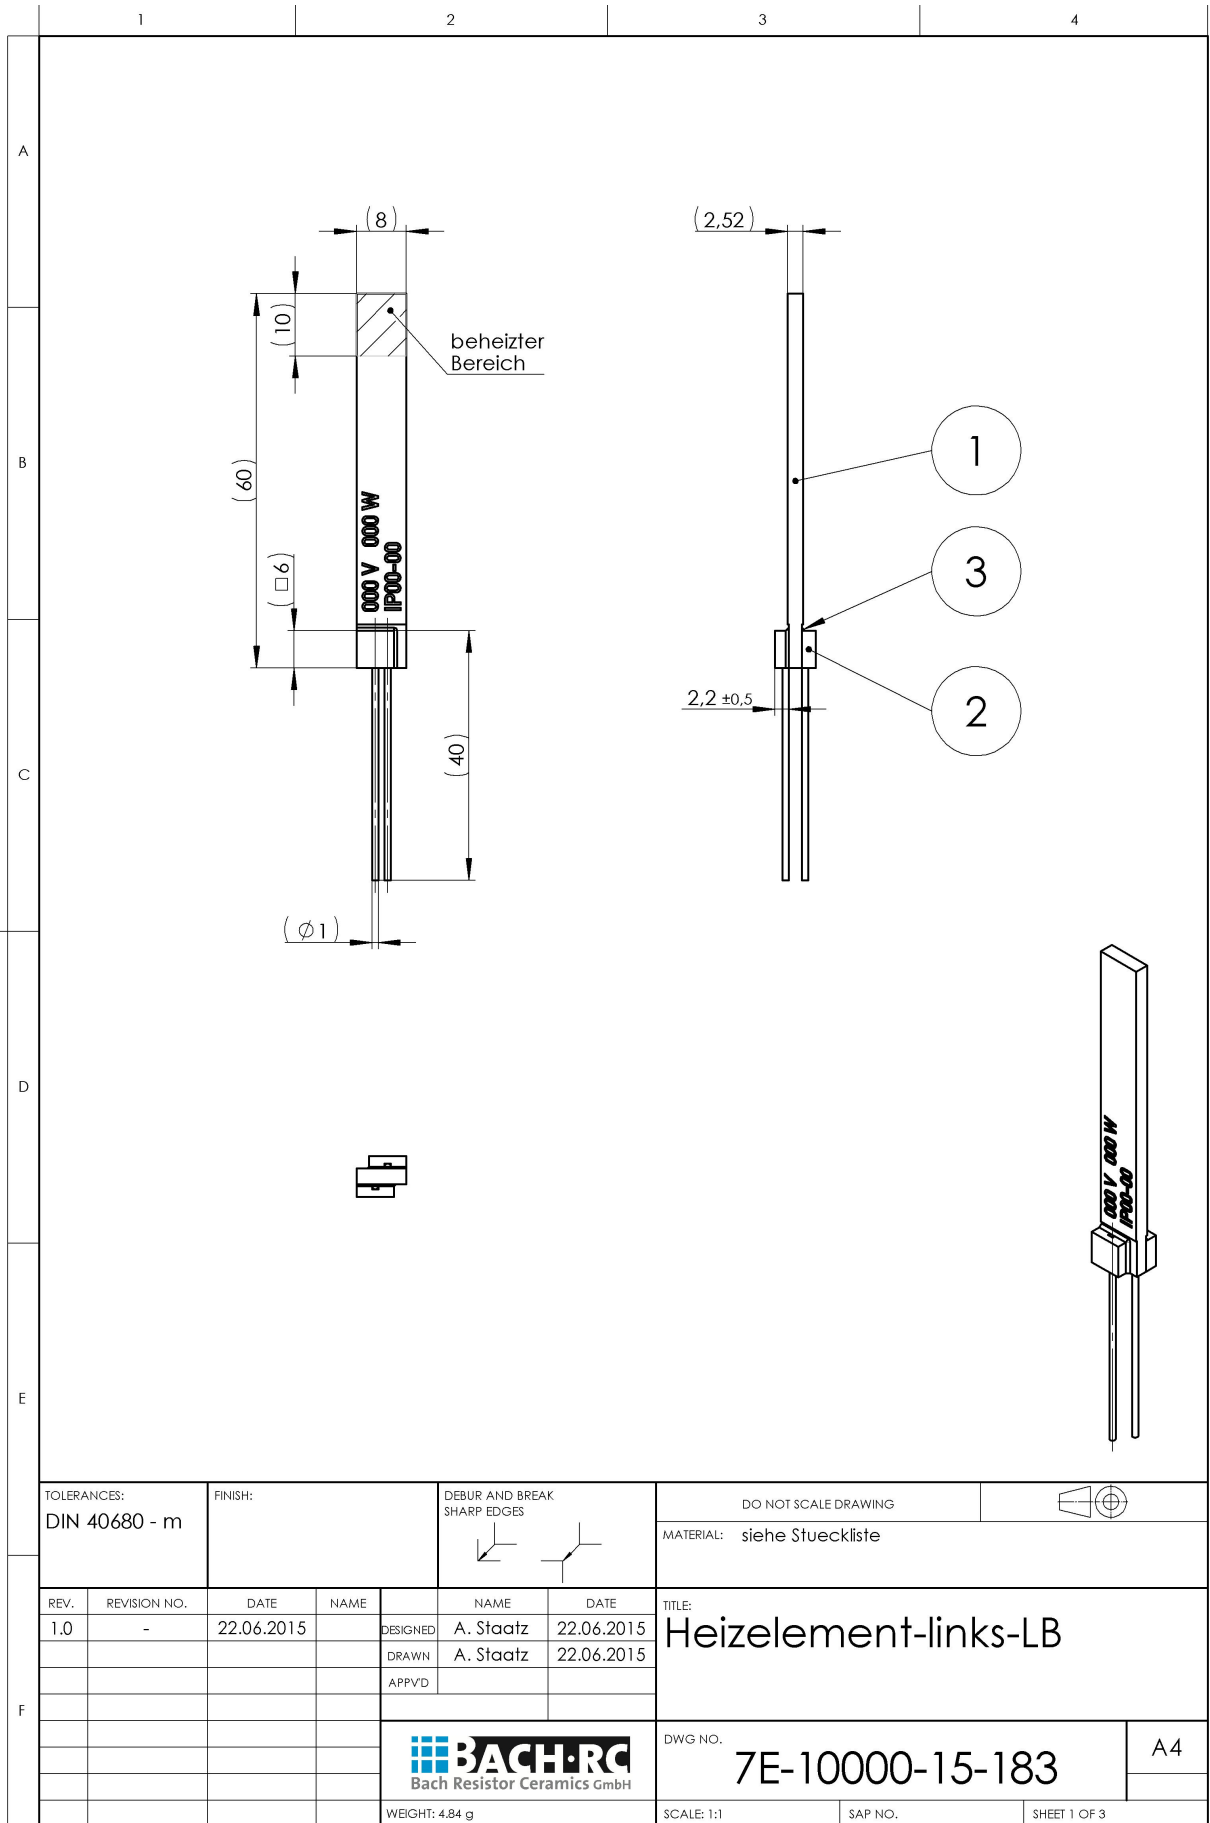 1 2 3 4
A
B
C
D
E
F
(8)
(2,52)
(10)
beheizter
Bereich
(60)
000 V 000 W
IP00-00
(□6)
1
3
2
2,2 ±0,5
(40)
(Ø1)
000 V 000 W
IP00-00
TOLERANCES:
DIN 40680 - m
FINISH:
DEBUR AND BREAK
SHARP EDGES
DO NOT SCALE DRAWING
MATERIAL: siehe Stueckliste
REV. REVISION NO. DATE NAME
1.0 - 22.06.2015
NAME DATE
DESIGNED A. Staatz 22.06.2015
DRAWN A. Staatz 22.06.2015
APPV'D
TITLE:
Heizelement-links-LB
BACH·RC
Bach Resistor Ceramics GmbH
DWG NO.
7E-10000-15-183
A4
WEIGHT: 4.84 g
SCALE: 1:1
SAP NO.
SHEET 1 OF 3